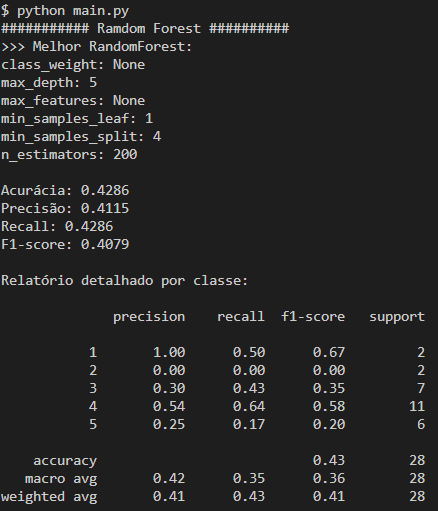 $ python main.py
########### Ramdom Forest ##########
>>> Melhor RandomForest:
class_weight: None
max_depth: 5
max_features: None
min_samples_leaf: 1
min_samples_split: 4
n_estimators: 200
Acurácia: 0.4286
Precisão: 0.4115
Recall: 0.4286
F1-score: 0.4079
Relatório detalhado por classe:
precision recall f1-score support
1 1.00 0.50 0.67 2
2 0.00 0.00 0.00 2
3 0.30 0.43 0.35 7
4 0.54 0.64 0.58 11
5 0.25 0.17 0.20 6
accuracy 0.43 28
macro avg 0.42 0.35 0.36 28
weighted avg 0.41 0.43 0.41 28